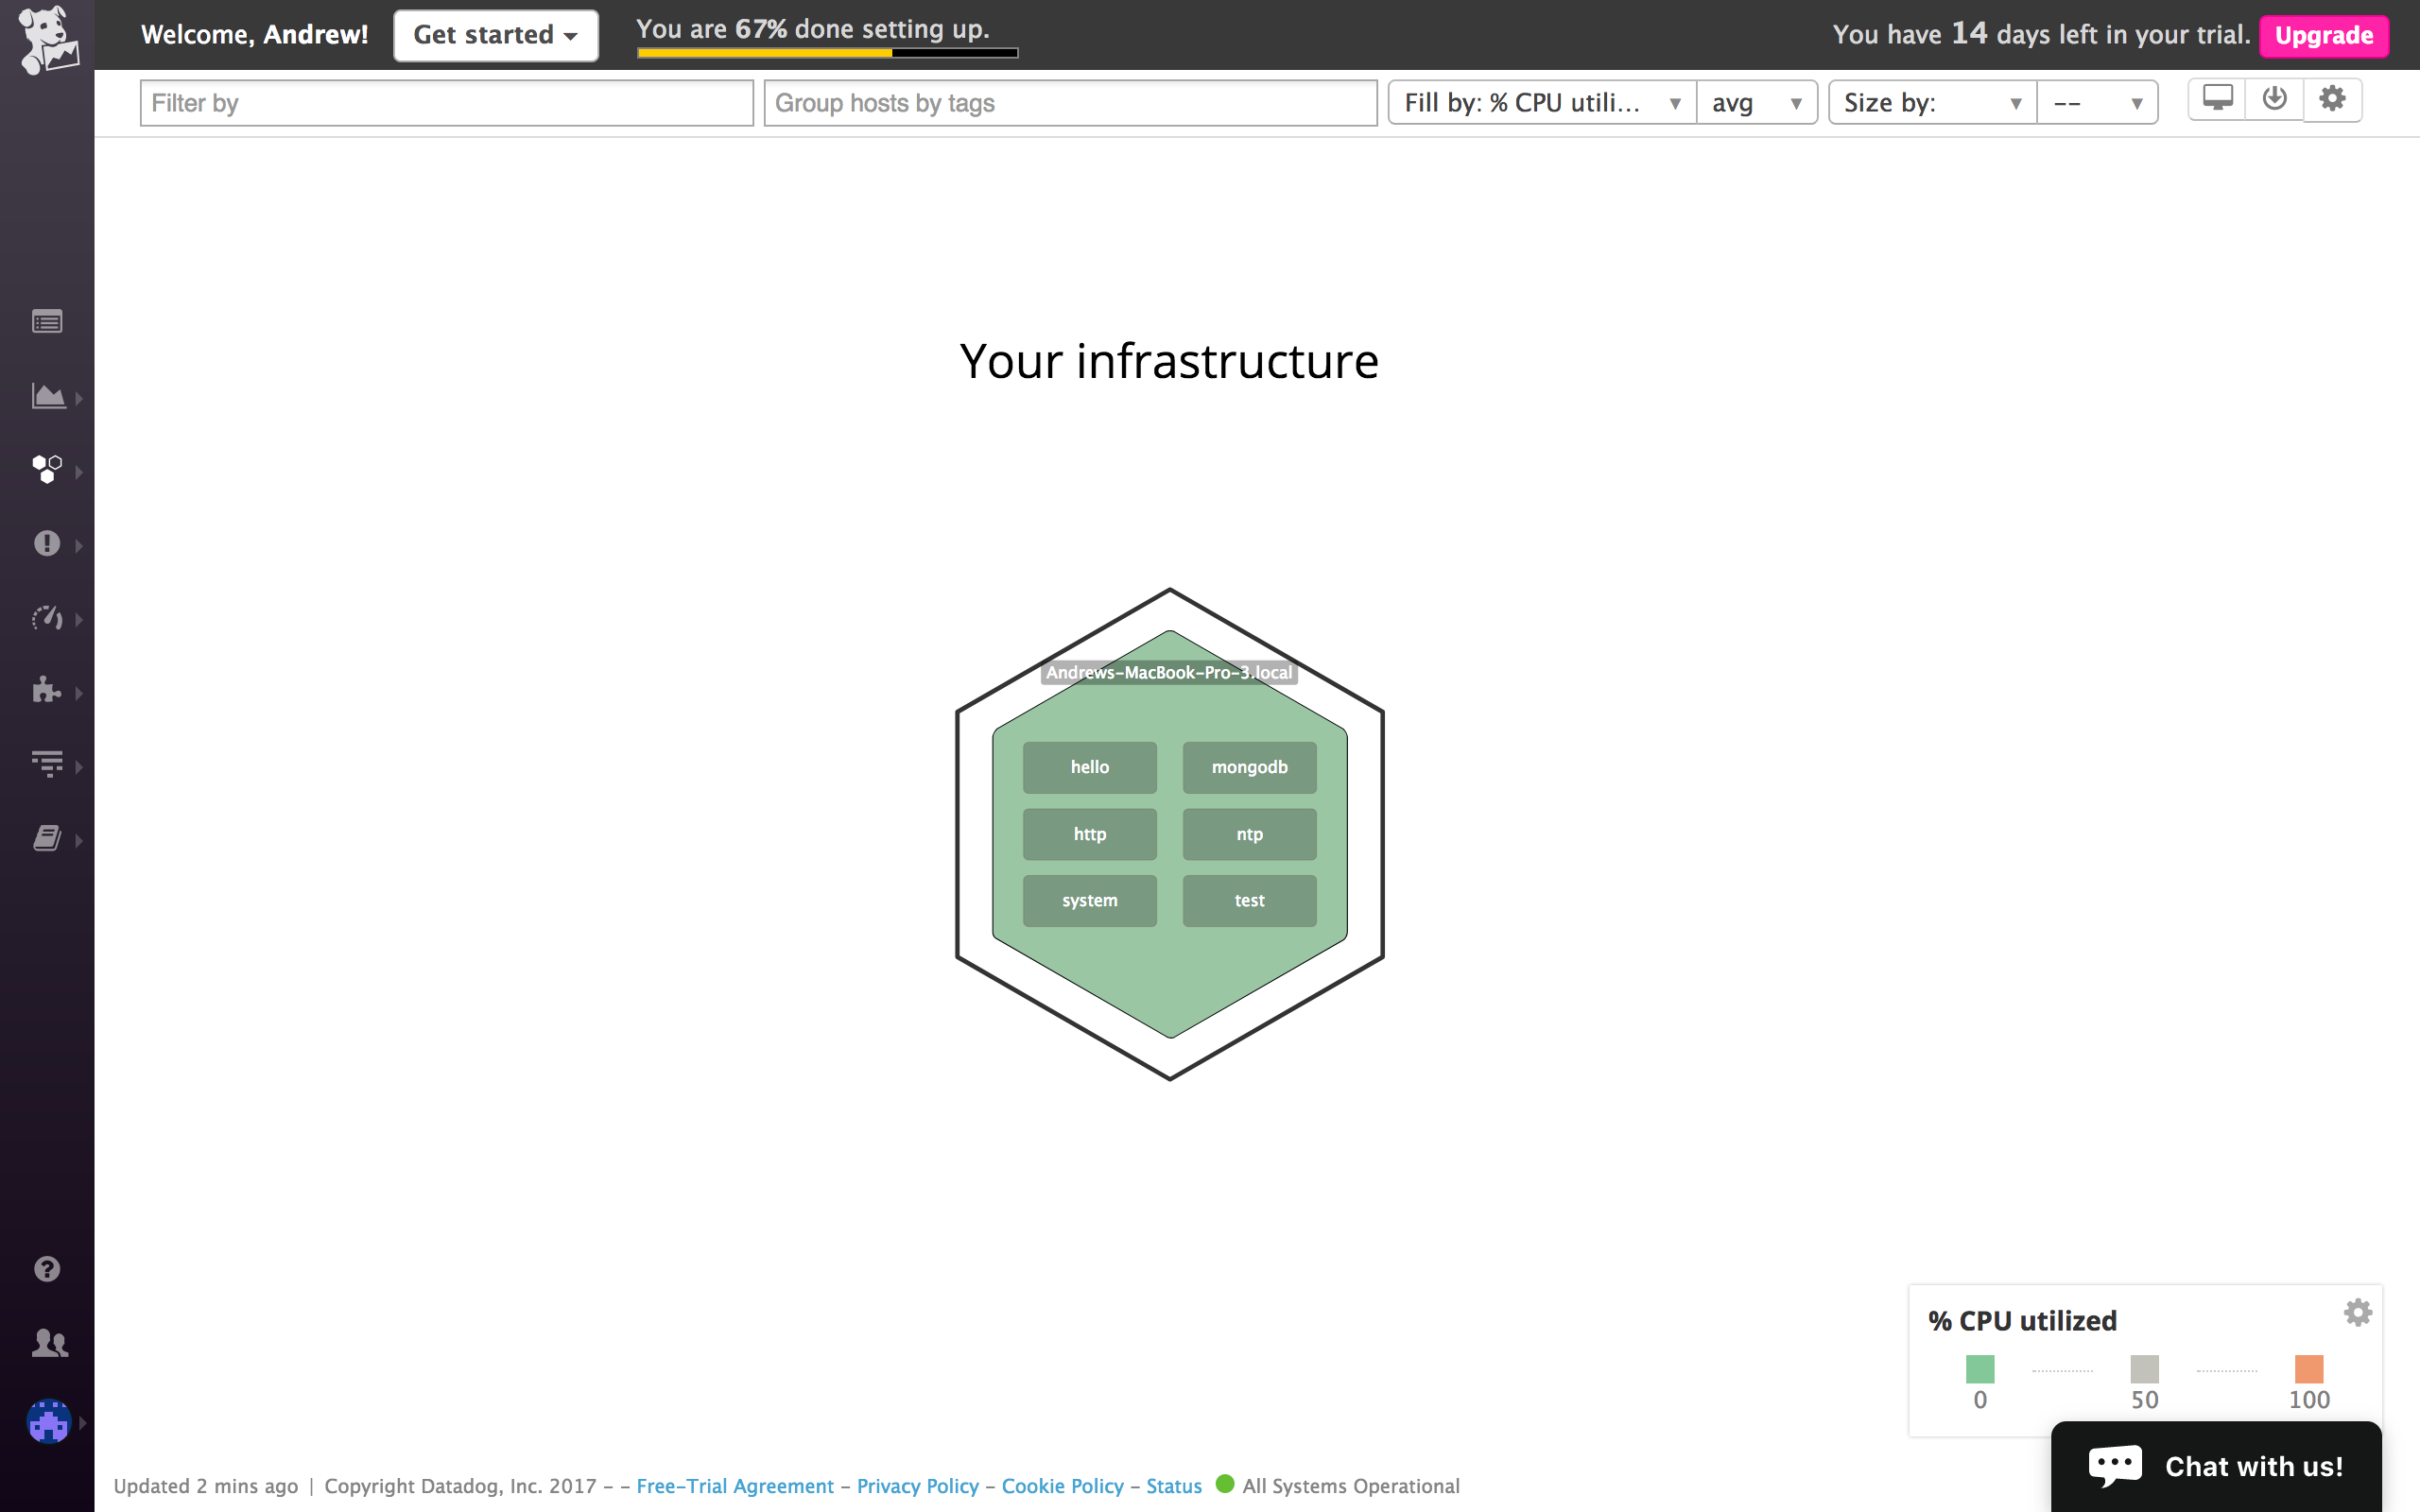 Welcome, Andrew!
Get started
You are 67% done setting up.
You have 14 days left in your trial.
Upgrade
Filter by
Group hosts by tags
Fill by: % CPU utili...
avg
Size by:
--
Your infrastructure
Andrews-MacBook-Pro-3.local
hello
mongodb
http
ntp
system
test
% CPU utilized
0
50
100
Chat with us!
Updated 2 mins ago | Copyright Datadog, Inc. 2017 - - Free-Trial Agreement - Privacy Policy - Cookie Policy - Status All Systems Operational